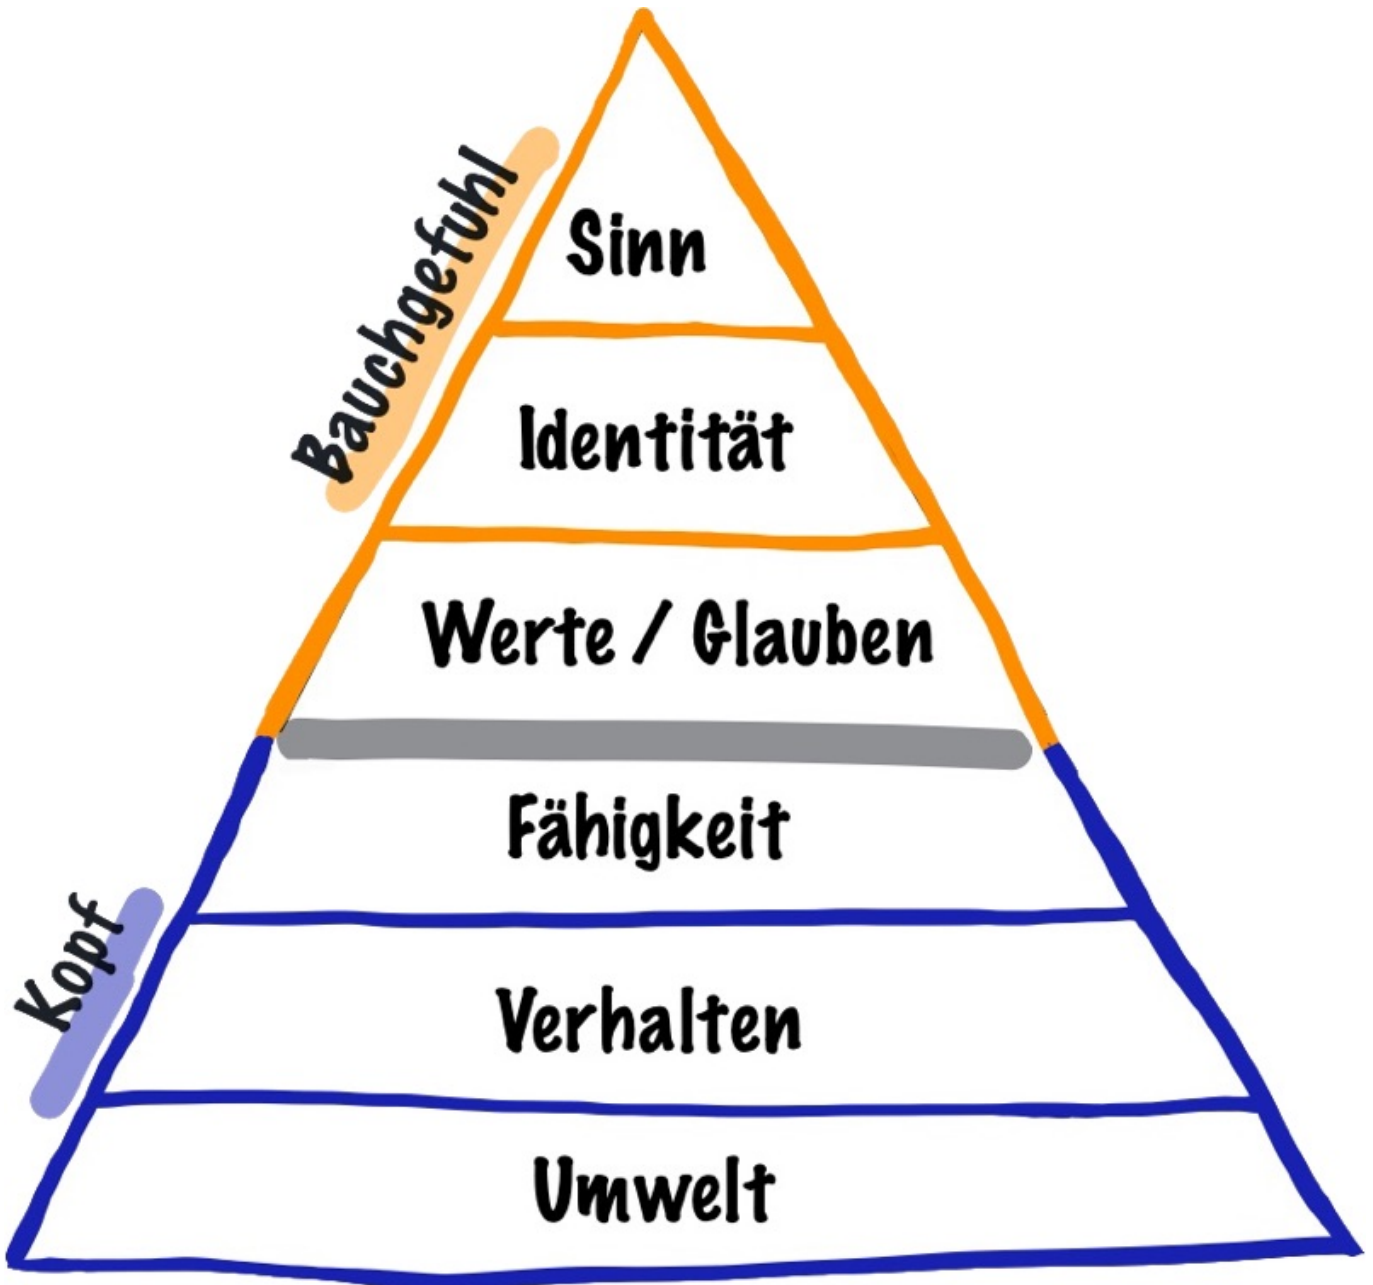 Bauchgefuhl
Sinn
Identität
Werte / Glauben
Fähigkeit
Kopf
Verhalten
Umwelt